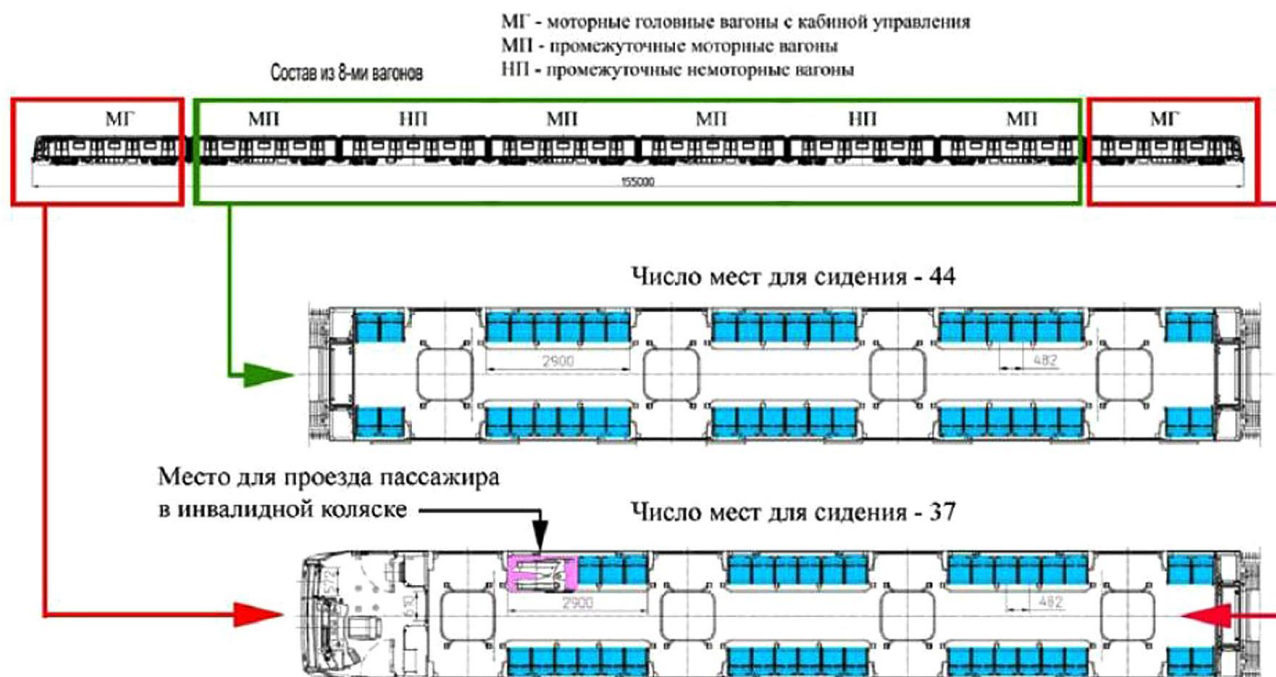 МГ - моторные головные вагоны с кабиной управления
МП - промежуточные моторные вагоны
НП - промежуточные немоторные вагоны
Состав из 8-ми вагонов
МГ МП НП МП МП НП МП МГ
155000
Число мест для сидения - 44
2900 482
Место для проезда пассажира
в инвалидной коляске
Число мест для сидения - 37
572
610
2900 482